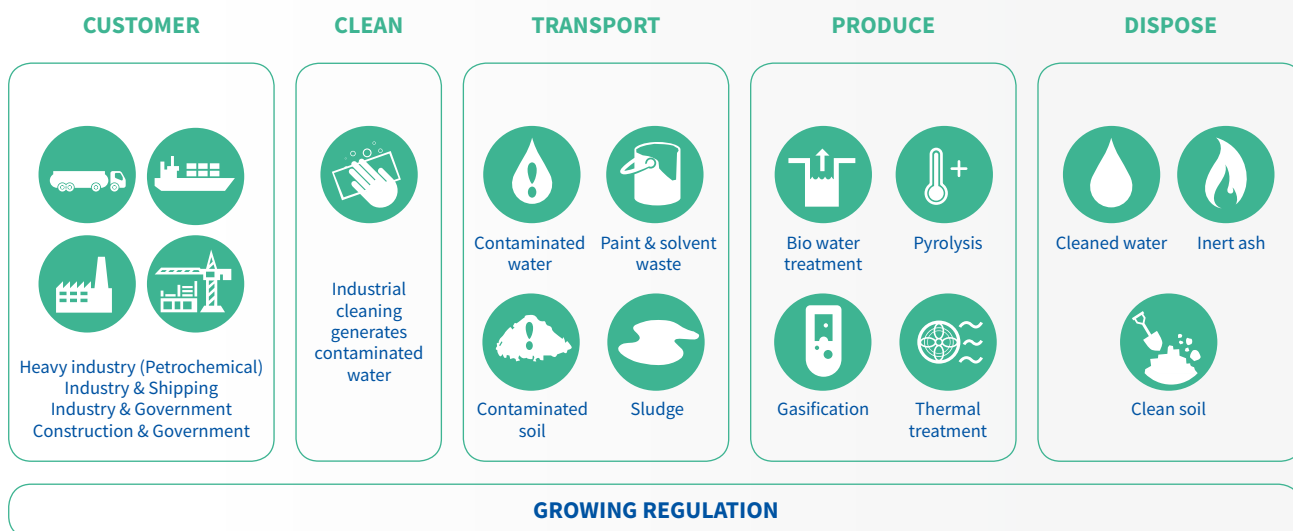 CUSTOMER
CLEAN
TRANSPORT
PRODUCE
DISPOSE
Heavy industry (Petrochemical)
Industry & Shipping
Industry & Government
Construction & Government
Industrial
cleaning
generates
contaminated
water
Contaminated
water
Paint & solvent
waste
Contaminated
soil
Sludge
Bio water
treatment
Pyrolysis
Gasification
Thermal
treatment
Cleaned water
Inert ash
Clean soil
GROWING REGULATION